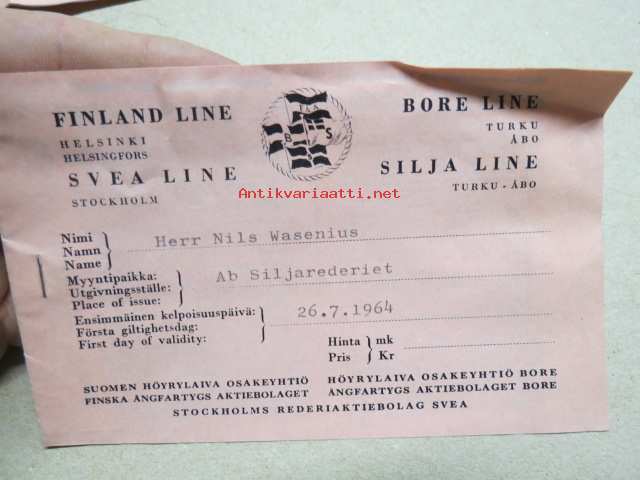 FINLAND LINE
HELSINKI
HELSINGFORS
SVEA LINE
STOCKHOLM
B S
BORE LINE
TURKU
ÅBO
SILJA LINE
TURKU - ÅBO
Antikvariaatti.net
Nimi
Namn
Name
Herr Nils Wasenius
Myyntipaikka:
Utgivningsställe:
Place of issue:
Ab Siljarederiet
Ensimmäinen kelpoisuuspäivä:
Första giltighetsdag:
First day of validity:
26.7.1964
Hinta mk
Pris Kr
SUOMEN HÖYRYLAIVA OSAKEYHTIÖ
FINSKA ÅNGFARTYGS AKTIEBOLAGET
HÖYRYLAIVA OSAKEYHTIÖ BORE
ÅNGFARTYGS AKTIEBOLAGET BORE
STOCKHOLMS REDERIAKTIEBOLAG SVEA